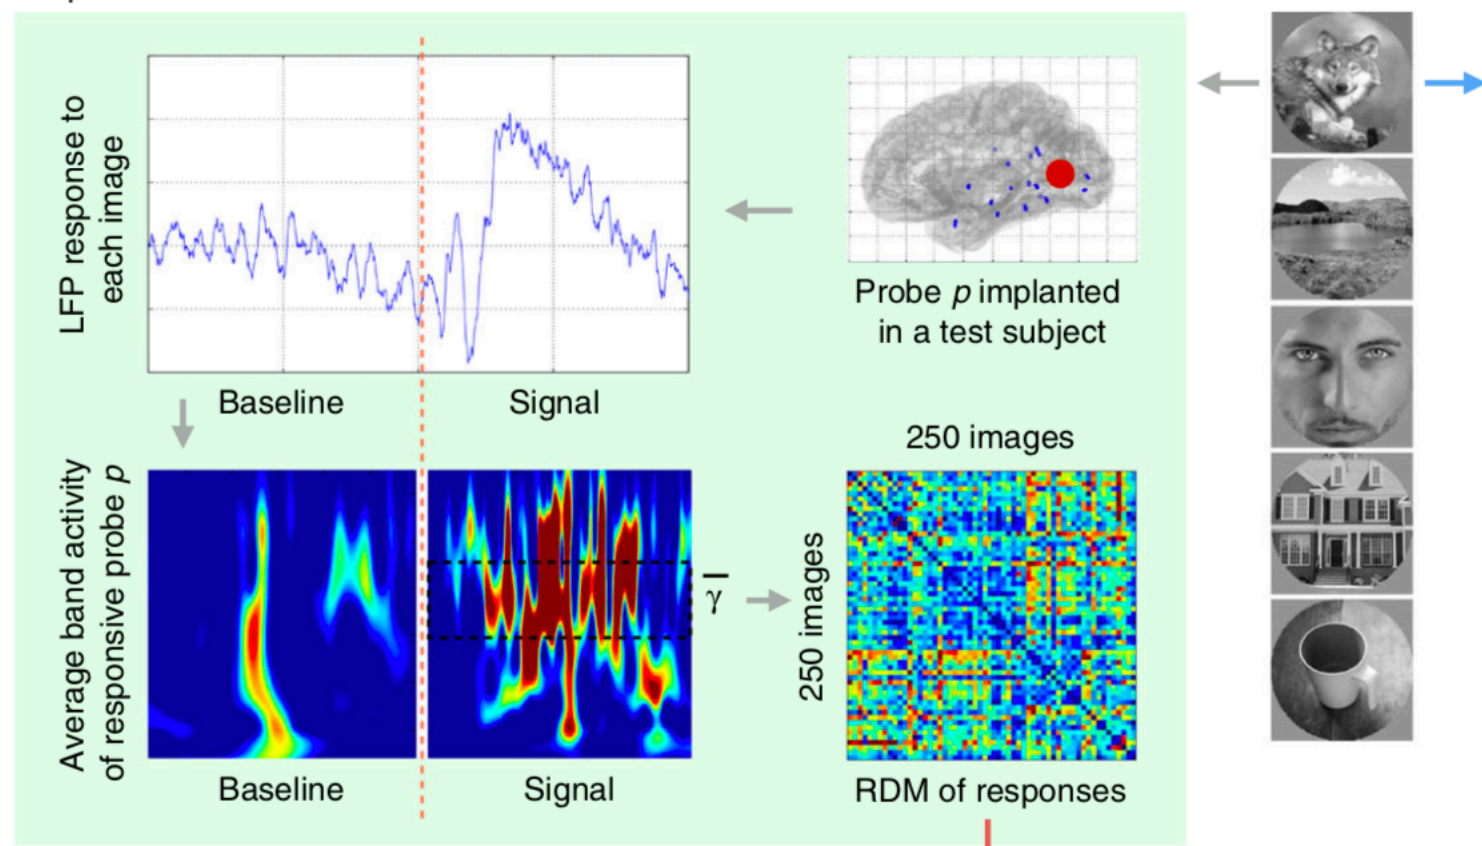 LFP response to
each image
Baseline
Signal
Probe p implanted
in a test subject
Average band activity
of responsive probe p
Baseline
Signal
γ̅
250 images
250 images
RDM of responses